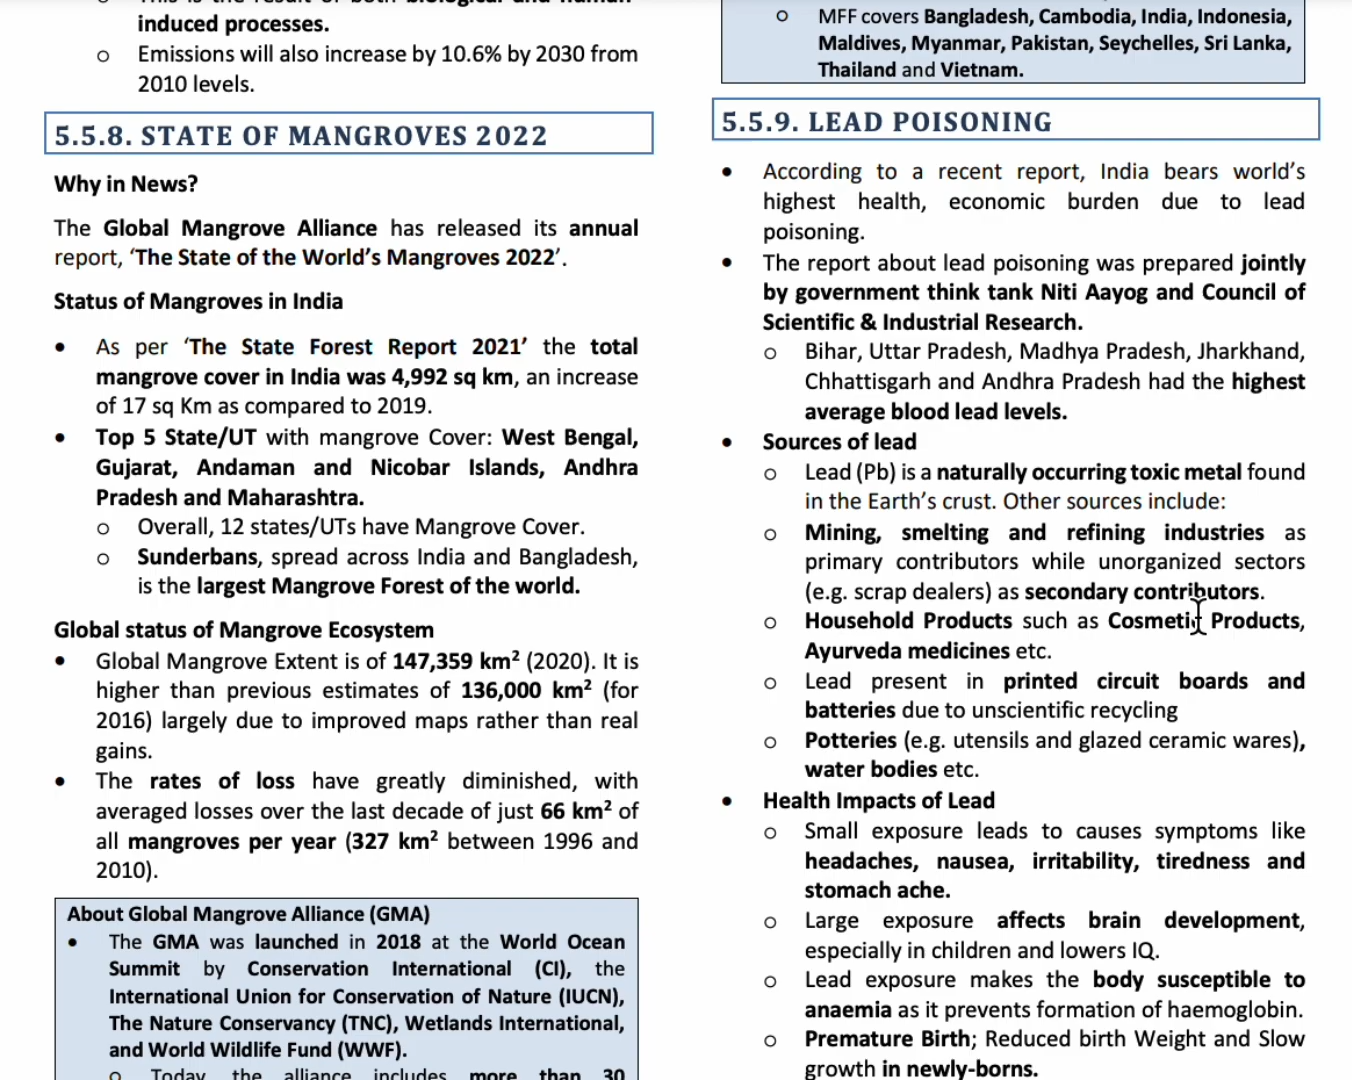 induced processes.
o Emissions will also increase by 10.6% by 2030 from
2010 levels.
5.5.8. STATE OF MANGROVES 2022
Why in News?
The Global Mangrove Alliance has released its annual
report, ‘The State of the World’s Mangroves 2022’.
Status of Mangroves in India
• As per ‘The State Forest Report 2021’ the total
mangrove cover in India was 4,992 sq km, an increase
of 17 sq Km as compared to 2019.
• Top 5 State/UT with mangrove Cover: West Bengal,
Gujarat, Andaman and Nicobar Islands, Andhra
Pradesh and Maharashtra.
o Overall, 12 states/UTs have Mangrove Cover.
o Sunderbans, spread across India and Bangladesh,
is the largest Mangrove Forest of the world.
Global status of Mangrove Ecosystem
• Global Mangrove Extent is of 147,359 km² (2020). It is
higher than previous estimates of 136,000 km² (for
2016) largely due to improved maps rather than real
gains.
• The rates of loss have greatly diminished, with
averaged losses over the last decade of just 66 km² of
all mangroves per year (327 km² between 1996 and
2010).
About Global Mangrove Alliance (GMA)
• The GMA was launched in 2018 at the World Ocean
Summit by Conservation International (CI), the
International Union for Conservation of Nature (IUCN),
The Nature Conservancy (TNC), Wetlands International,
and World Wildlife Fund (WWF).
o Today, the alliance includes more than 30
o MFF covers Bangladesh, Cambodia, India, Indonesia,
Maldives, Myanmar, Pakistan, Seychelles, Sri Lanka,
Thailand and Vietnam.
5.5.9. LEAD POISONING
• According to a recent report, India bears world’s
highest health, economic burden due to lead
poisoning.
• The report about lead poisoning was prepared jointly
by government think tank Niti Aayog and Council of
Scientific & Industrial Research.
o Bihar, Uttar Pradesh, Madhya Pradesh, Jharkhand,
Chhattisgarh and Andhra Pradesh had the highest
average blood lead levels.
• Sources of lead
o Lead (Pb) is a naturally occurring toxic metal found
in the Earth’s crust. Other sources include:
o Mining, smelting and refining industries as
primary contributors while unorganized sectors
(e.g. scrap dealers) as secondary contributors.
o Household Products such as Cosmetic Products,
Ayurveda medicines etc.
o Lead present in printed circuit boards and
batteries due to unscientific recycling
o Potteries (e.g. utensils and glazed ceramic wares),
water bodies etc.
• Health Impacts of Lead
o Small exposure leads to causes symptoms like
headaches, nausea, irritability, tiredness and
stomach ache.
o Large exposure affects brain development,
especially in children and lowers IQ.
o Lead exposure makes the body susceptible to
anaemia as it prevents formation of haemoglobin.
o Premature Birth; Reduced birth Weight and Slow
growth in newly-borns.